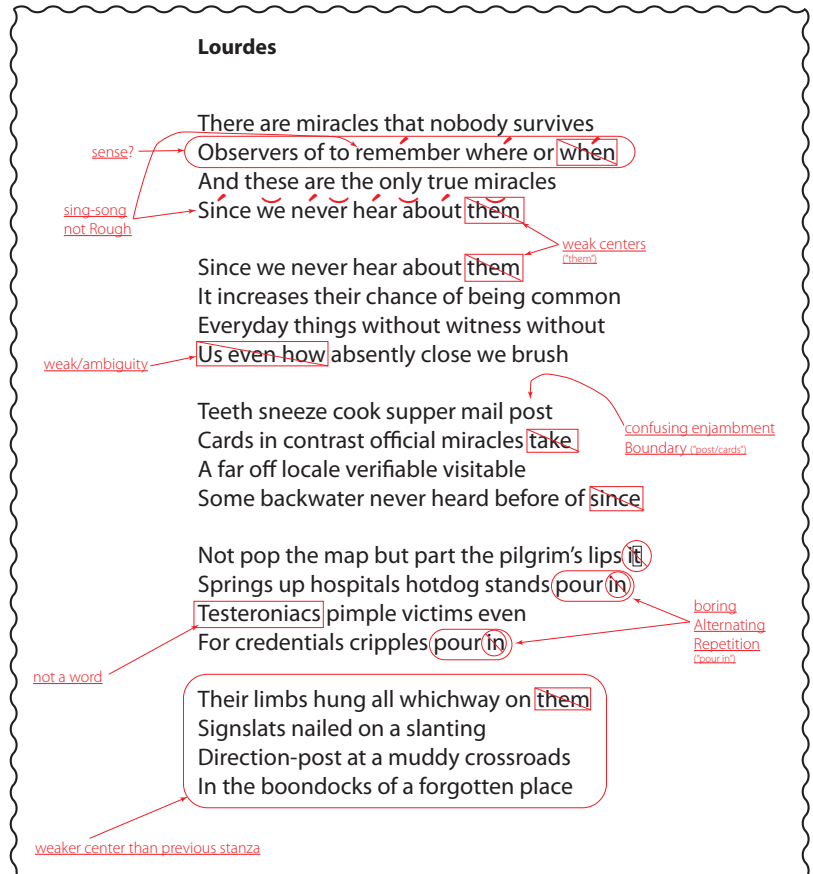 Lourdes
There are miracles that nobody survives
sense?
Observers of to remember where or when
And these are the only true miracles
sing-song
not Rough
Since we never hear about them
weak centers
("them")
Since we never hear about them
It increases their chance of being common
Everyday things without witness without
weak/ambiguity
Us even how absently close we brush
Teeth sneeze cook supper mail post
confusing enjambment
Boundary ("post/cards")
Cards in contrast official miracles take
A far off locale verifiable visitable
Some backwater never heard before of since
Not pop the map but part the pilgrim's lips it
Springs up hospitals hotdog stands pour in
boring
Alternating
Repetition
("pour in")
Testeroniacs pimple victims even
For credentials cripples pour in
not a word
Their limbs hung all whichway on them
Signslats nailed on a slanting
Direction-post at a muddy crossroads
In the boondocks of a forgotten place
weaker center than previous stanza